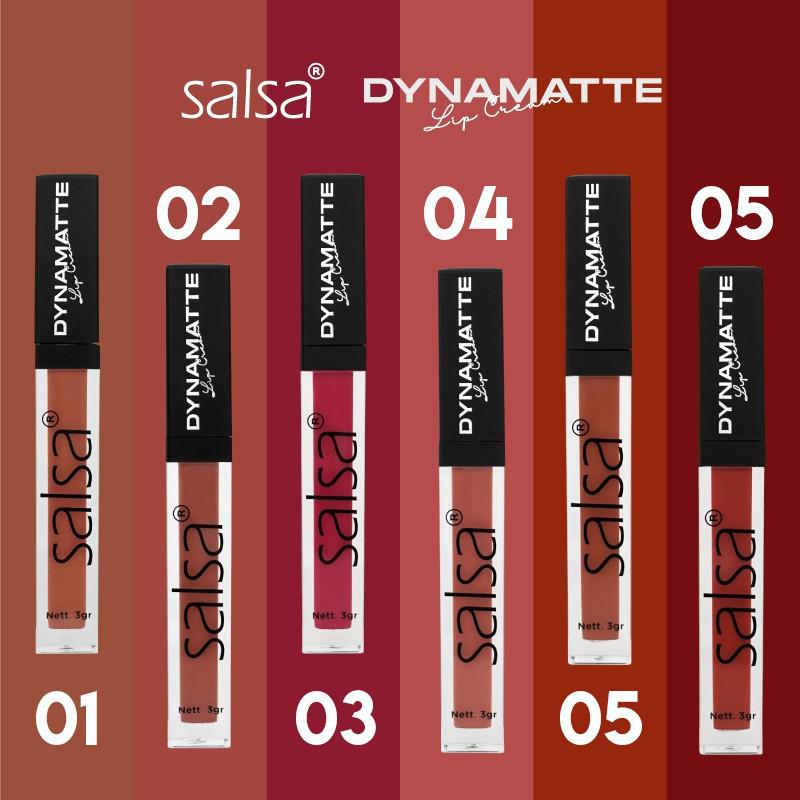 salsa® DYNAMATTE
Lip Cream
02
04
05
DYNAMATTE
Lip Cream
salsa®
Nett. 3gr
DYNAMATTE
Lip Cream
salsa®
Nett. 3gr
DYNAMATTE
Lip Cream
salsa®
Nett. 3gr
DYNAMATTE
Lip Cream
salsa®
Nett. 3gr
DYNAMATTE
Lip Cream
salsa®
Nett. 3gr
DYNAMATTE
Lip Cream
salsa®
Nett. 3gr
01
03
05